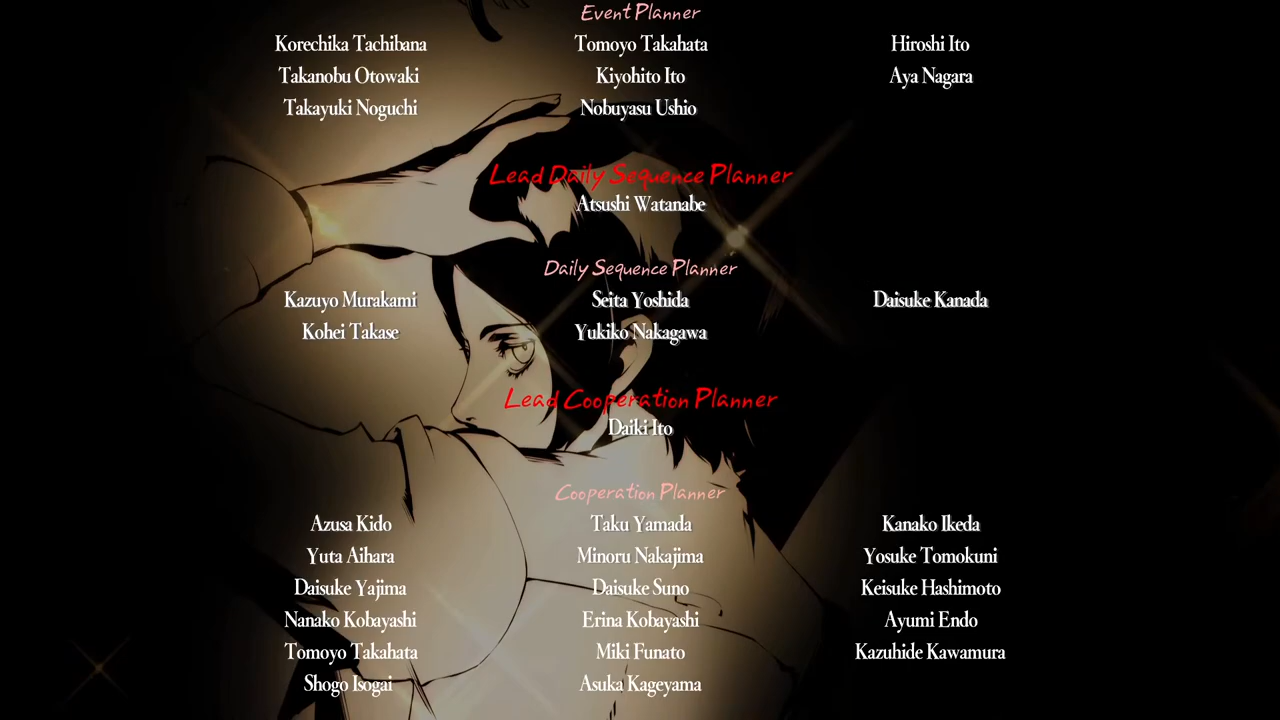 Event Planner
Korechika Tachibana Tomoyo Takahata Hiroshi Ito
Takanobu Otowaki Kiyohito Ito Aya Nagara
Takayuki Noguchi Nobuyasu Ushio
Lead Daily Sequence Planner
Atsushi Watanabe
Daily Sequence Planner
Kazuyo Murakami Seita Yoshida Daisuke Kanada
Kohei Takase Yukiko Nakagawa
Lead Cooperation Planner
Daiki Ito
Cooperation Planner
Azusa Kido Taku Yamada Kanako Ikeda
Yuta Aihara Minoru Nakajima Yosuke Tomokuni
Daisuke Yajima Daisuke Suno Keisuke Hashimoto
Nanako Kobayashi Erina Kobayashi Ayumi Endo
Tomoyo Takahata Miki Funato Kazuhide Kawamura
Shogo Isogai Asuka Kageyama